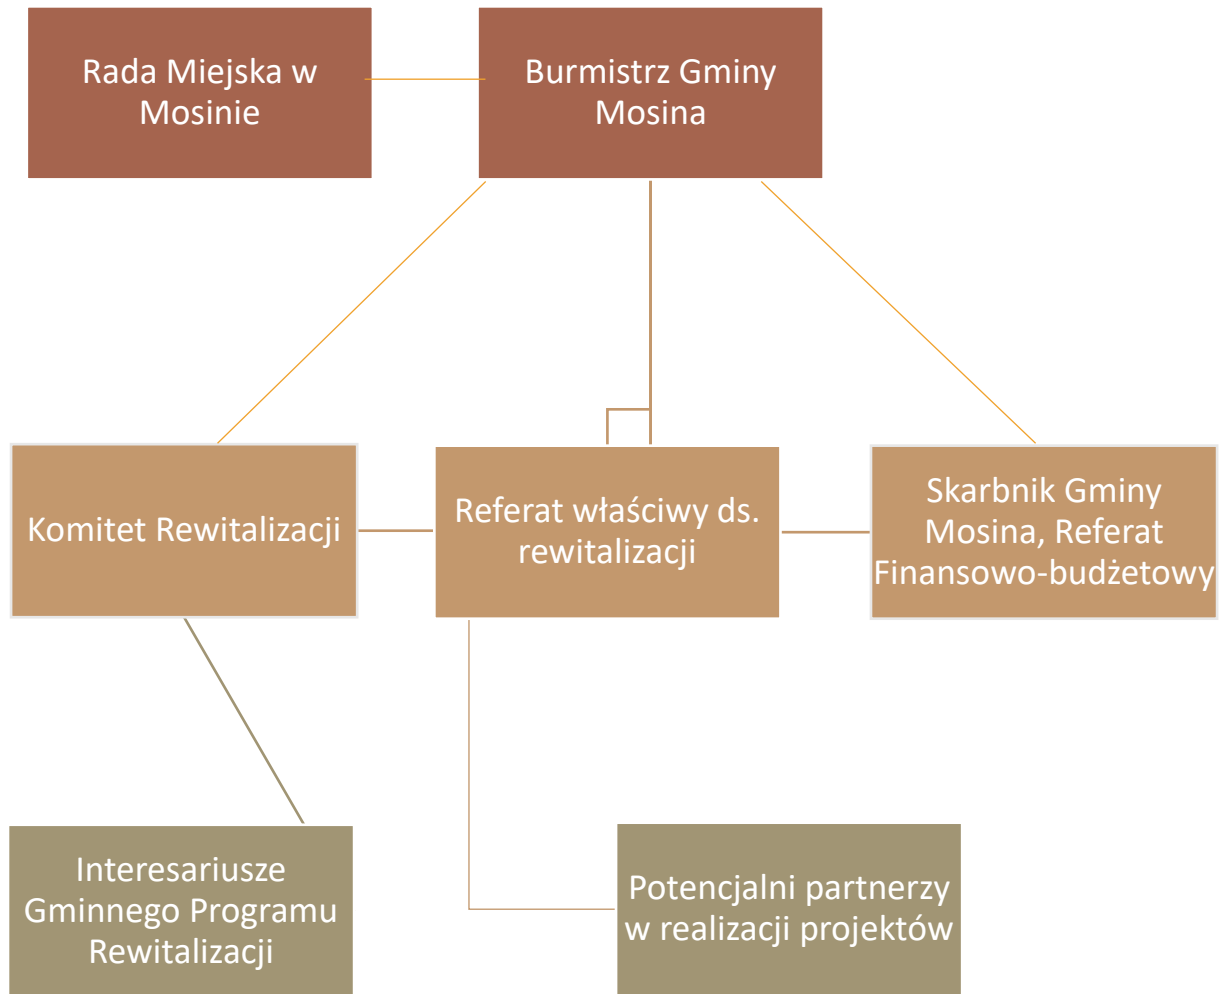 Rada Miejska w
Mosinie
Burmistrz Gminy
Mosina
Komitet Rewitalizacji
Referat właściwy ds.
rewitalizacji
Skarbnik Gminy
Mosina, Referat
Finansowo-budżetowy
Interesariusze
Gminnego Programu
Rewitalizacji
Potencjalni partnerzy
w realizacji projektów